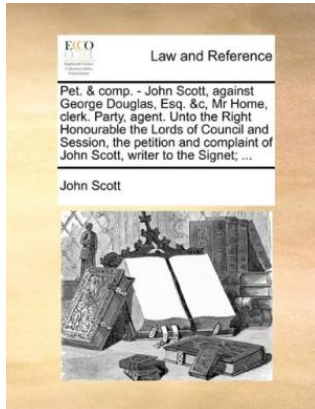 ECCO
Law and Reference
Pet. & comp. - John Scott, against
George Douglas, Esq. &c, Mr Home,
clerk. Party, agent. Unto the Right
Honourable the Lords of Council and
Session, the petition and complaint of
John Scott, writer to the Signet; ...
John Scott